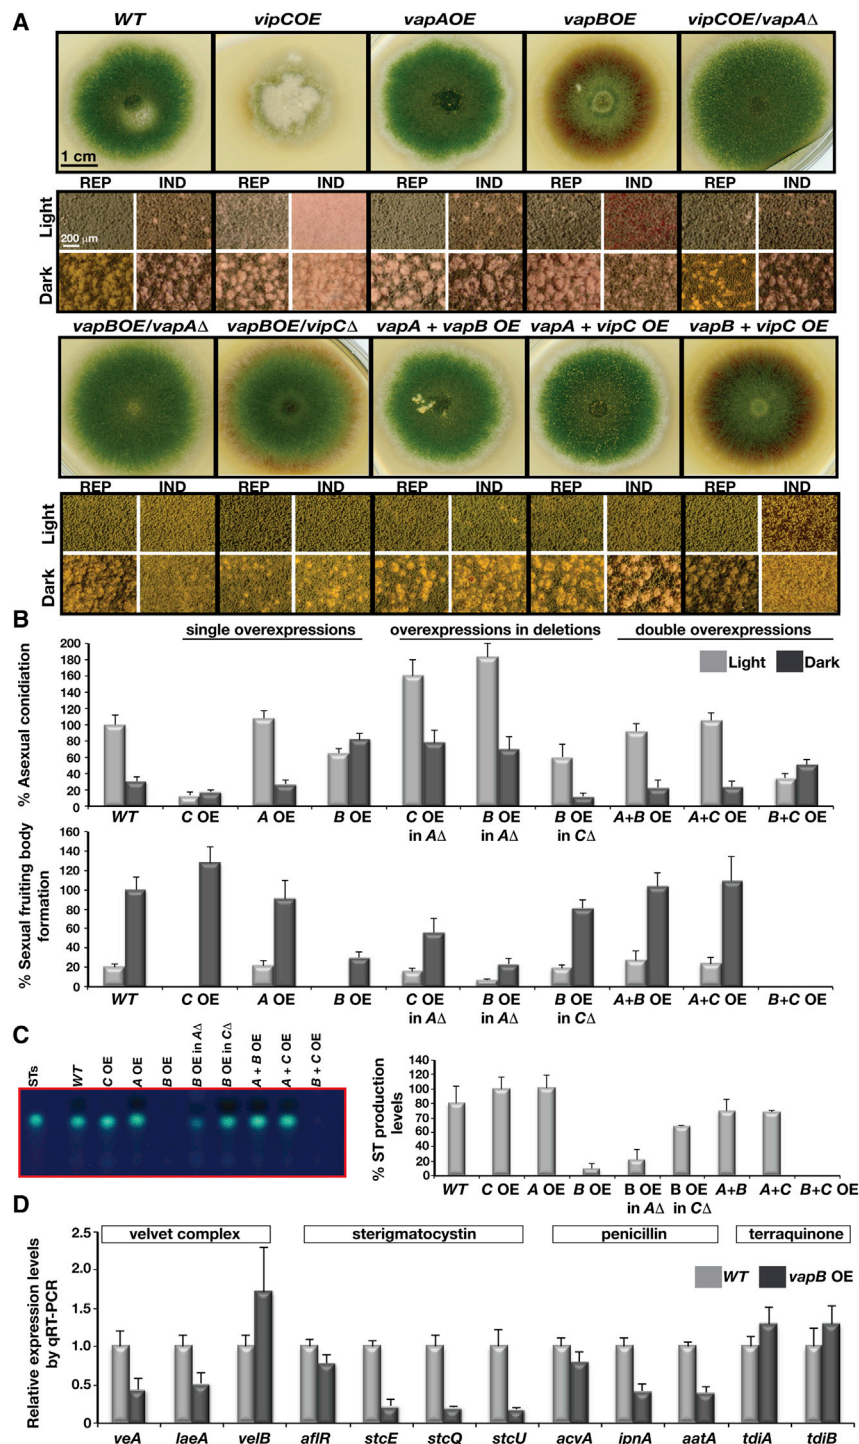 A
WT vipCOE vapAOE vapBOE vipCOE/vapAΔ
1 cm
REP IND REP IND REP IND REP IND REP IND
Light
200 µm
Dark
vapBOE/vapAΔ vapBOE/vipCΔ vapA + vapB OE vapA + vipC OE vapB + vipC OE
REP IND REP IND REP IND REP IND REP IND
Light
Dark
B
single overexpressions overexpressions in deletions double overexpressions
% Asexual conidiation
200
180
160
140
120
100
80
60
40
20
0
Light Dark
WT C OE A OE B OE C OE B OE B OE A+B OE A+C OE B+C OE
in AΔ in AΔ in CΔ
% Sexual fruiting body
formation
160
140
120
100
80
60
40
20
0
WT C OE A OE B OE C OE B OE B OE A+B OE A+C OE B+C OE
in AΔ in AΔ in CΔ
C
STs WT C OE A OE B OE B OE in AΔ B OE in CΔ A + B OE A + C OE B + C OE
% ST production
levels
140
120
100
80
60
40
20
0
WT C OE A OE B OE B OE B OE A+B A+C B+C OE
in AΔ in CΔ
D
velvet complex sterigmatocystin penicillin terraquinone
Relative expression levels
by qRT-PCR
2.5
2.0
1.5
1.0
0.5
0
WT vapB OE
veA laeA velB aflR stcE stcQ stcU acvA ipnA aatA tdiA tdiB